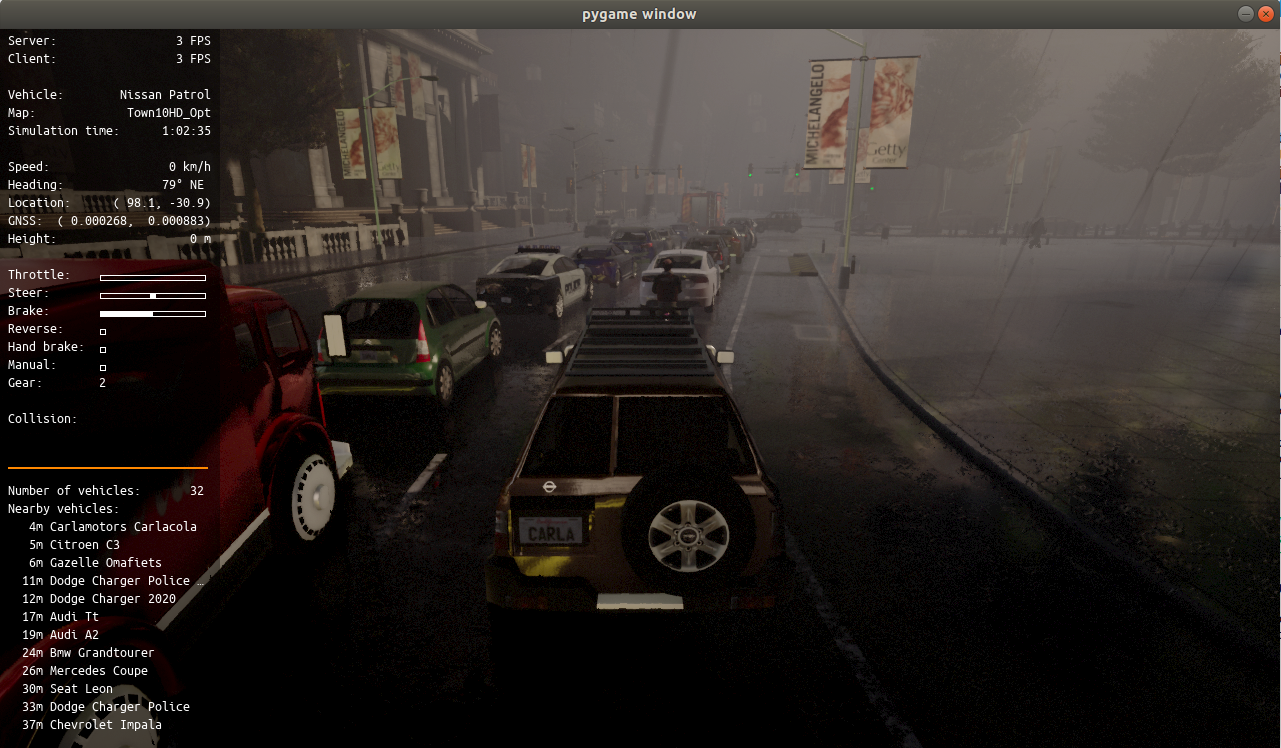 pygame window
Server: 3 FPS
Client: 3 FPS
Vehicle: Nissan Patrol
Map: Town10HD_Opt
Simulation time: 1:02:35
Speed: 0 km/h
Heading: 79° NE
Location: ( 98.1, -30.9)
GNSS: ( 0.000268, 0.000883)
Height: 0 m
Throttle:
Steer:
Brake:
Reverse:
Hand brake:
Manual:
Gear: 2
Collision:
Number of vehicles: 32
Nearby vehicles:
4m Carlamotors Carlacola
5m Citroen C3
6m Gazelle Omafiets
11m Dodge Charger Police …
12m Dodge Charger 2020
17m Audi Tt
19m Audi A2
24m Bmw Grandtourer
26m Mercedes Coupe
30m Seat Leon
33m Dodge Charger Police
37m Chevrolet Impala
MICHELANGELO
Getty
Center
MICHELANGELO
Getty
POLICE
CARLA